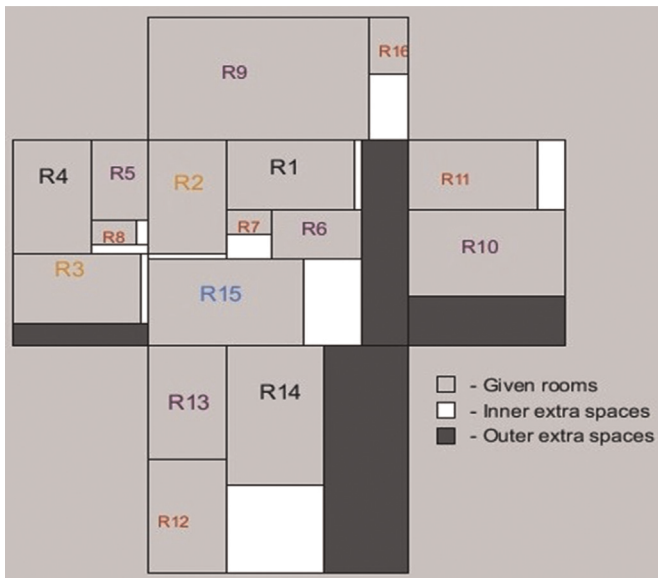 R9
R16
R4
R5
R2
R1
R11
R8
R7
R6
R10
R3
R15
R13
R14
R12
- Given rooms
- Inner extra spaces
- Outer extra spaces